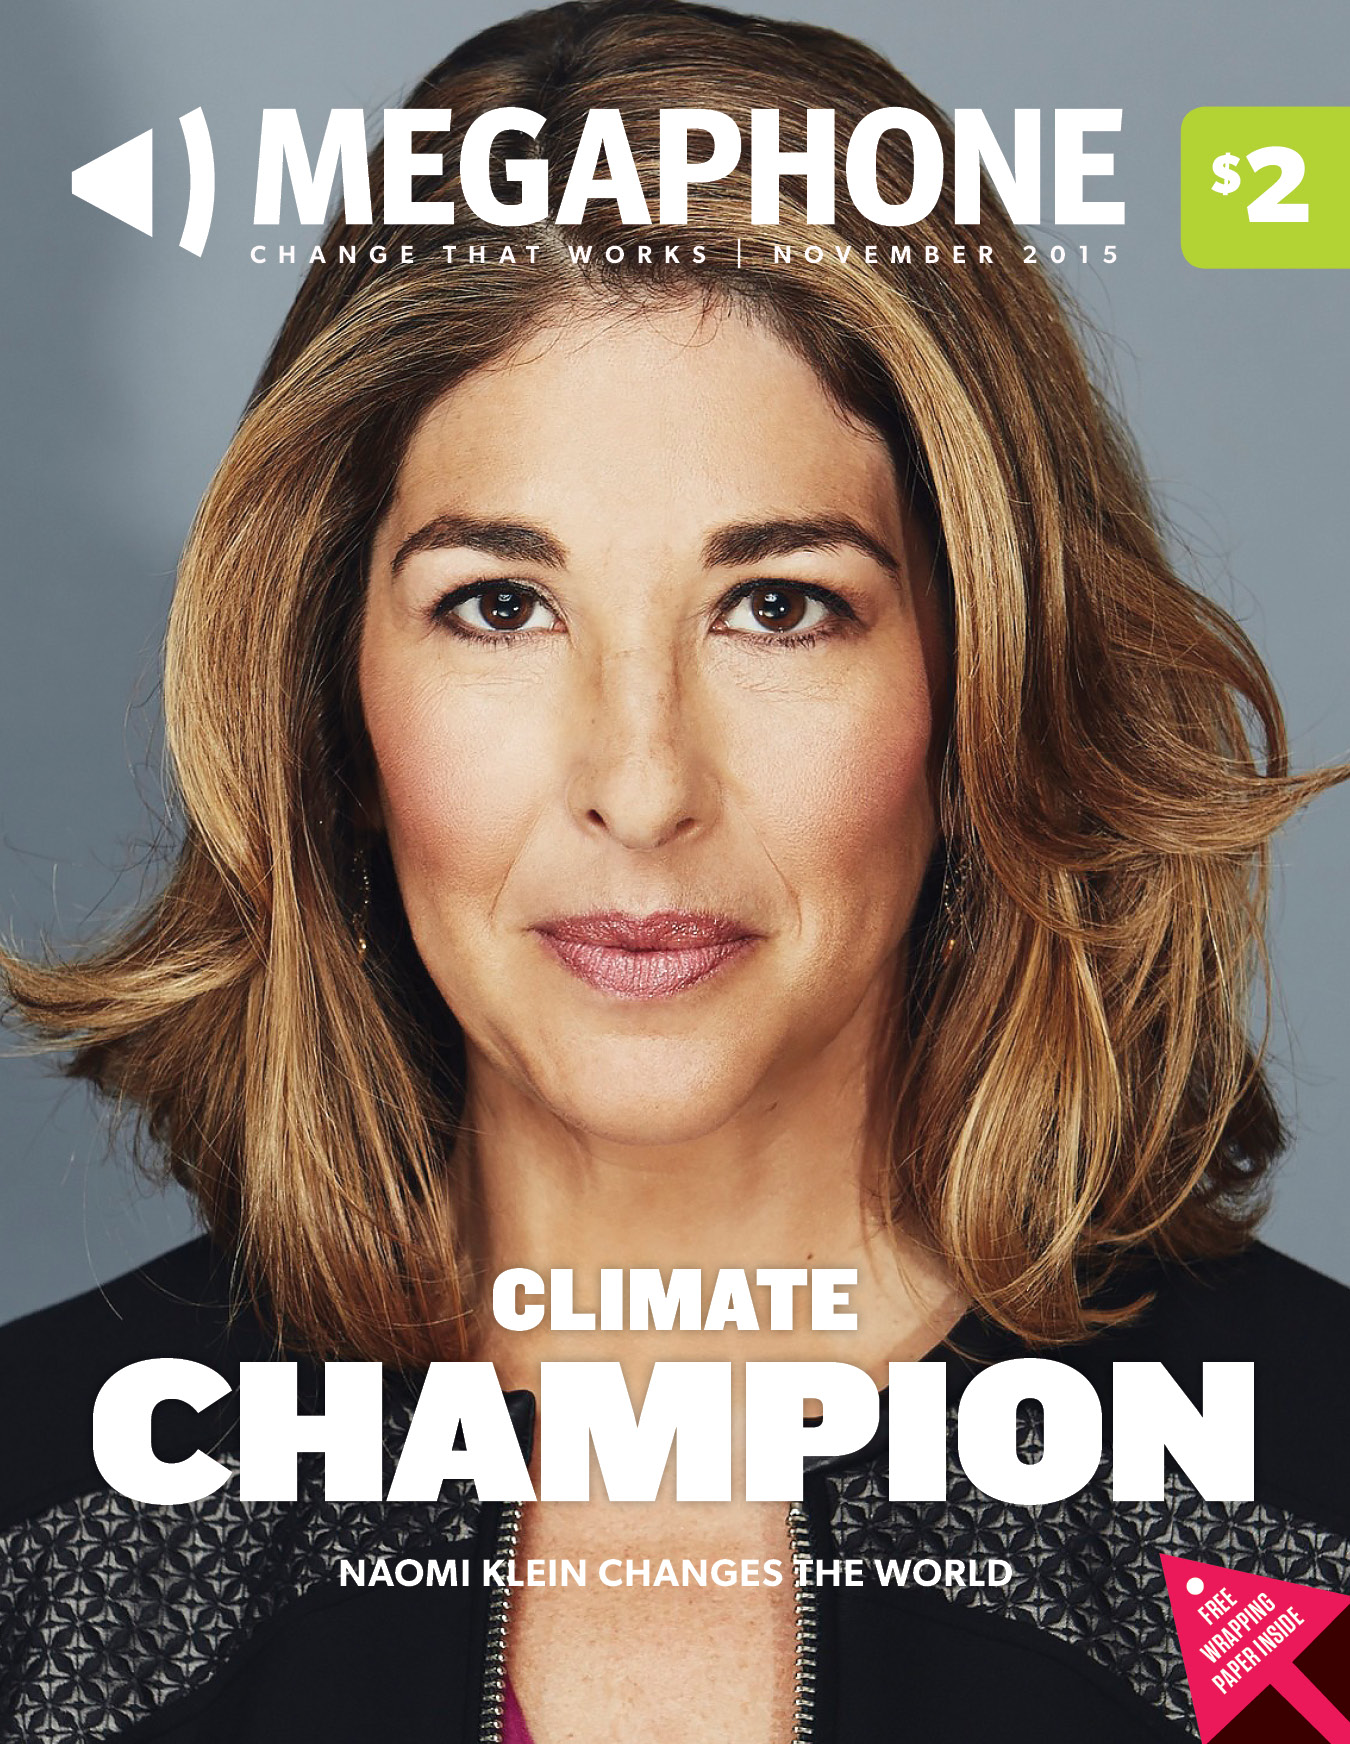 MEGAPHONE
$2
CHANGE THAT WORKS | NOVEMBER 2015
CLIMATE
CHAMPION
NAOMI KLEIN CHANGES THE WORLD
FREE
WRAPPING
PAPER INSIDE